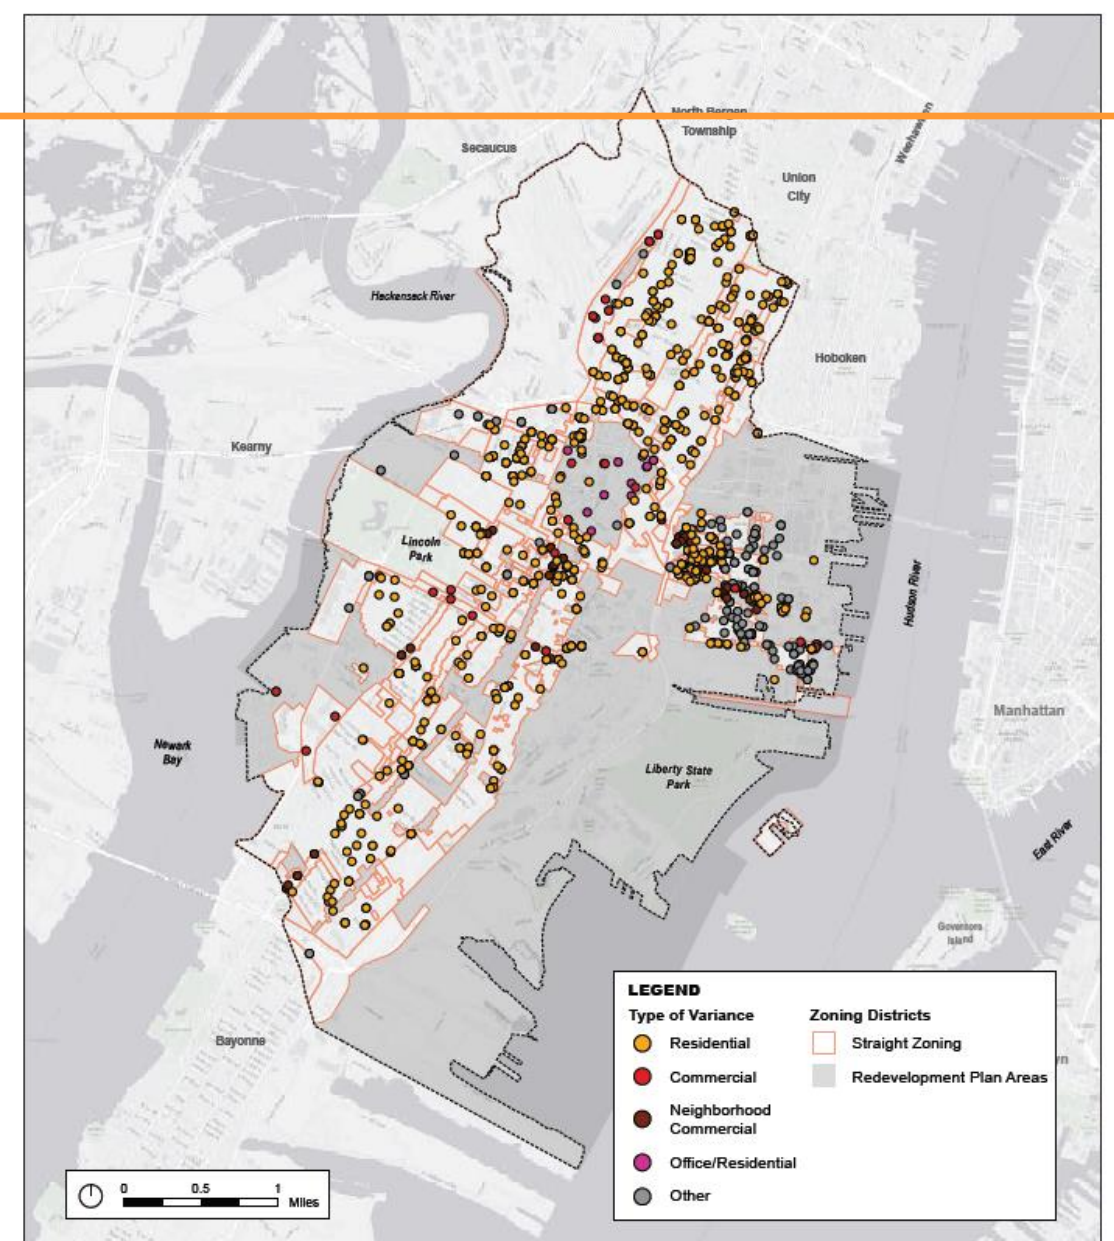 North Bergen
Township
Secaucus
Weehawken
Union
City
Hackensack River
Hoboken
Kearny
Lincoln
Park
Hudson River
Manhattan
Newark
Bay
Liberty State
Park
East River
Governors
Island
Bayonne
LEGEND
Type of Variance
Residential
Commercial
Neighborhood
Commercial
Office/Residential
Other
Zoning Districts
Straight Zoning
Redevelopment Plan Areas
0 0.5 1
Miles